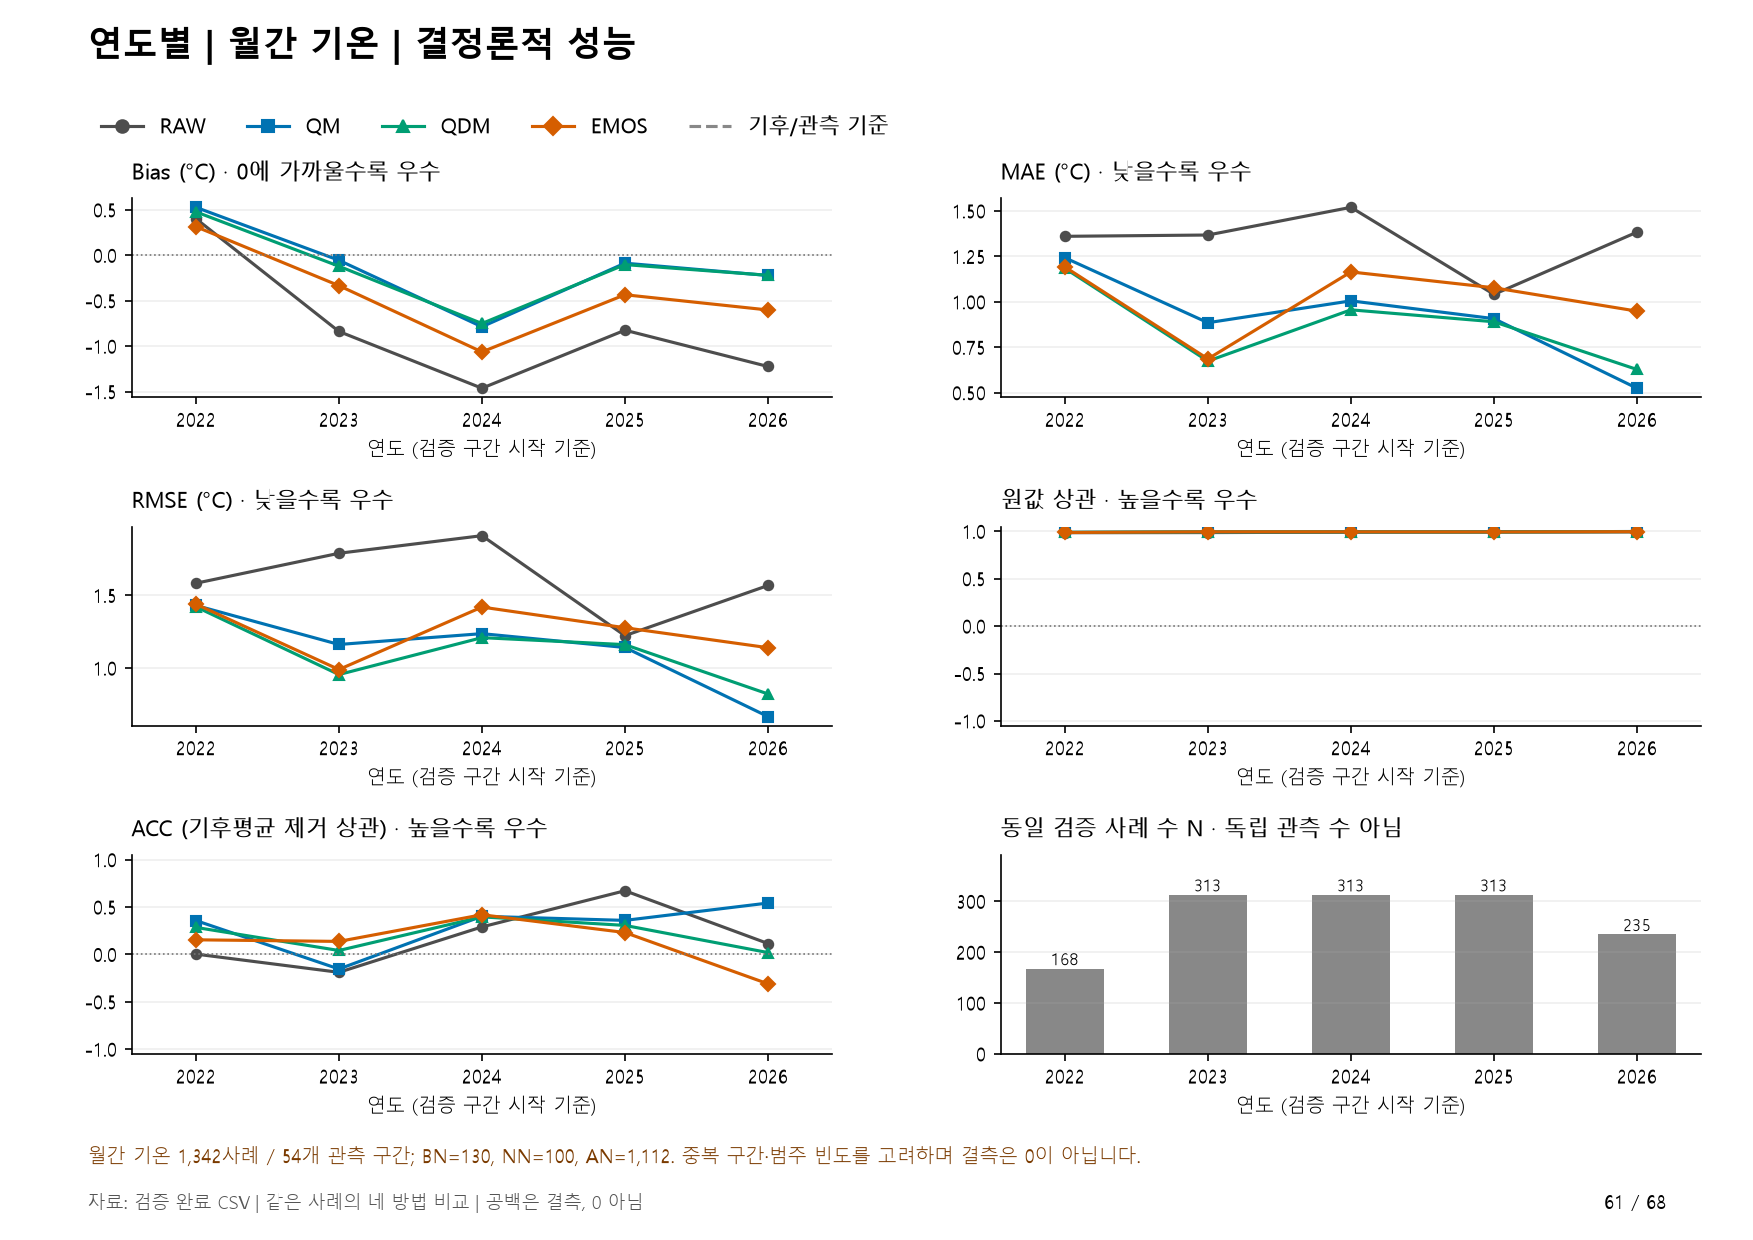 연도별 | 월간 기온 | 결정론적 성능
RAW QM QDM EMOS 기후/관측 기준
Bias (°C) · 0에 가까울수록 우수
0.5
0.0
-0.5
-1.0
-1.5
2022 2023 2024 2025 2026
연도 (검증 구간 시작 기준)
MAE (°C) · 낮을수록 우수
1.50
1.25
1.00
0.75
0.50
2022 2023 2024 2025 2026
연도 (검증 구간 시작 기준)
RMSE (°C) · 낮을수록 우수
1.5
1.0
2022 2023 2024 2025 2026
연도 (검증 구간 시작 기준)
원값 상관 · 높을수록 우수
1.0
0.5
0.0
-0.5
-1.0
2022 2023 2024 2025 2026
연도 (검증 구간 시작 기준)
ACC (기후평균 제거 상관) · 높을수록 우수
1.0
0.5
0.0
-0.5
-1.0
2022 2023 2024 2025 2026
연도 (검증 구간 시작 기준)
동일 검증 사례 수 N · 독립 관측 수 아님
300
200
100
0
168 313 313 313 235
2022 2023 2024 2025 2026
연도 (검증 구간 시작 기준)
월간 기온 1,342사례 / 54개 관측 구간; BN=130, NN=100, AN=1,112. 중복 구간·범주 빈도를 고려하며 결측은 0이 아닙니다.
자료: 검증 완료 CSV | 같은 사례의 네 방법 비교 | 공백은 결측, 0 아님
61 / 68